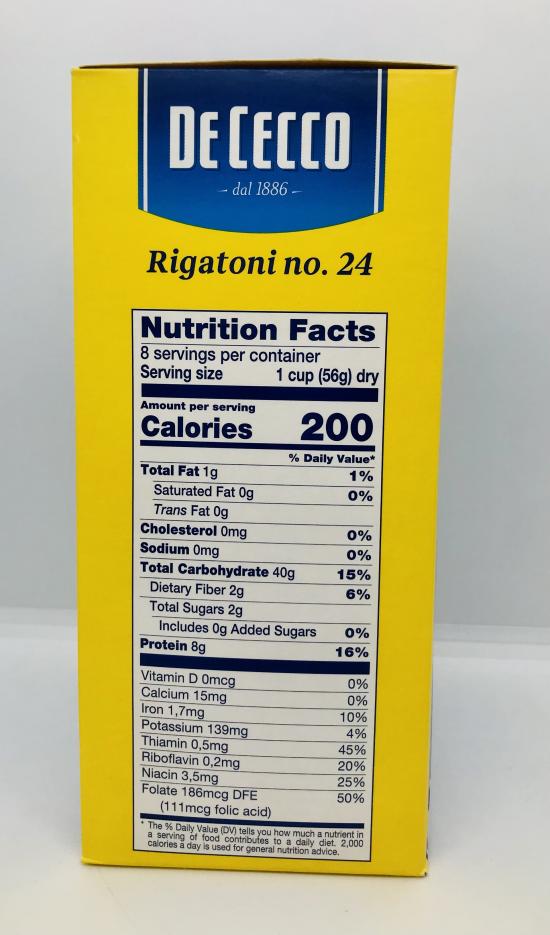 DE CECCO
dal 1886
Rigatoni no. 24
Nutrition Facts
8 servings per container
Serving size 1 cup (56g) dry
Amount per serving
Calories 200
% Daily Value*
Total Fat 1g 1%
Saturated Fat 0g 0%
Trans Fat 0g
Cholesterol 0mg 0%
Sodium 0mg 0%
Total Carbohydrate 40g 15%
Dietary Fiber 2g 6%
Total Sugars 2g
Includes 0g Added Sugars 0%
Protein 8g 16%
Vitamin D 0mcg 0%
Calcium 15mg 0%
Iron 1,7mg 10%
Potassium 139mg 4%
Thiamin 0,5mg 45%
Riboflavin 0,2mg 20%
Niacin 3,5mg 25%
Folate 186mcg DFE 50%
(111mcg folic acid)
* The % Daily Value (DV) tells you how much a nutrient in
a serving of food contributes to a daily diet. 2,000
calories a day is used for general nutrition advice.